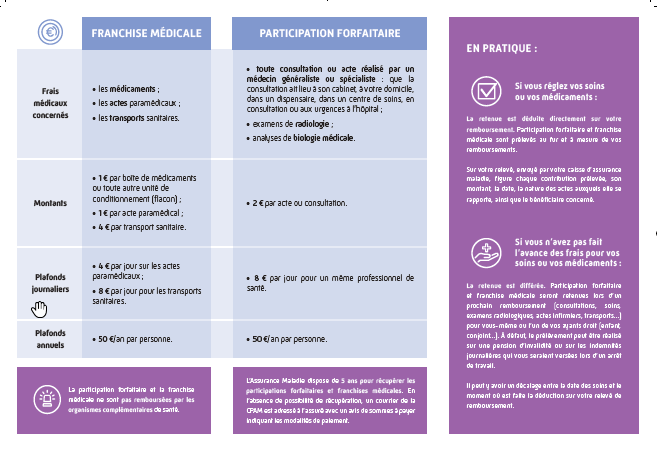 FRANCHISE MÉDICALE
PARTICIPATION FORFAITAIRE
Frais
médicaux
concernés
• les médicaments ;
• les actes paramédicaux ;
• les transports sanitaires.
• toute consultation ou acte réalisé par un
médecin généraliste ou spécialiste : que la
consultation ait lieu à son cabinet, à votre domicile,
dans un dispensaire, dans un centre de soins, en
consultation ou aux urgences à l'hôpital ;
• examens de radiologie ;
• analyses de biologie médicale.
Montants
• 1 € par boîte de médicaments
ou toute autre unité de
conditionnement (flacon) ;
• 1 € par acte paramédical ;
• 4 € par transport sanitaire.
• 2 € par acte ou consultation.
Plafonds
journaliers
• 4 € par jour sur les actes
paramédicaux ;
• 8 € par jour pour les transports
sanitaires.
• 8 € par jour pour un même professionnel de
santé.
Plafonds
annuels
• 50 €/an par personne.
• 50 €/an par personne.
La participation forfaitaire et la franchise
médicale ne sont pas remboursées par les
organismes complémentaires de santé.
L'Assurance Maladie dispose de 5 ans pour récupérer les
participations forfaitaires et franchises médicales. En
l'absence de possibilité de récupération, un courrier de la
CPAM est adressé à l'assuré avec un avis de sommes à payer
indiquant les modalités de paiement.
EN PRATIQUE :
Si vous réglez vos soins
ou vos médicaments :
La retenue est déduite directement sur votre
remboursement. Participation forfaitaire et franchise
médicale sont prélevés au fur et à mesure de vos
remboursements.
Sur votre relevé, envoyé par votre caisse d'assurance
maladie, figure chaque contribution prélevée, son
montant, la date, la nature des actes auxquels elle se
rapporte, ainsi que le bénéficiaire concerné.
Si vous n'avez pas fait
l'avance des frais pour vos
soins ou vos médicaments :
La retenue est différée. Participation forfaitaire
et franchise médicale seront retenues lors d'un
prochain remboursement (consultations, soins,
examens radiologiques, actes infirmiers, transports...)
pour vous-même ou l'un de vos ayants droit (enfant,
conjoint...). À défaut, le prélèvement peut être réalisé
sur une pension d'invalidité ou sur les indemnités
journalières qui vous seraient versées lors d'un arrêt
de travail.
Il peut y avoir un décalage entre la date des soins et le
moment où est faite la déduction sur votre relevé de
remboursement.